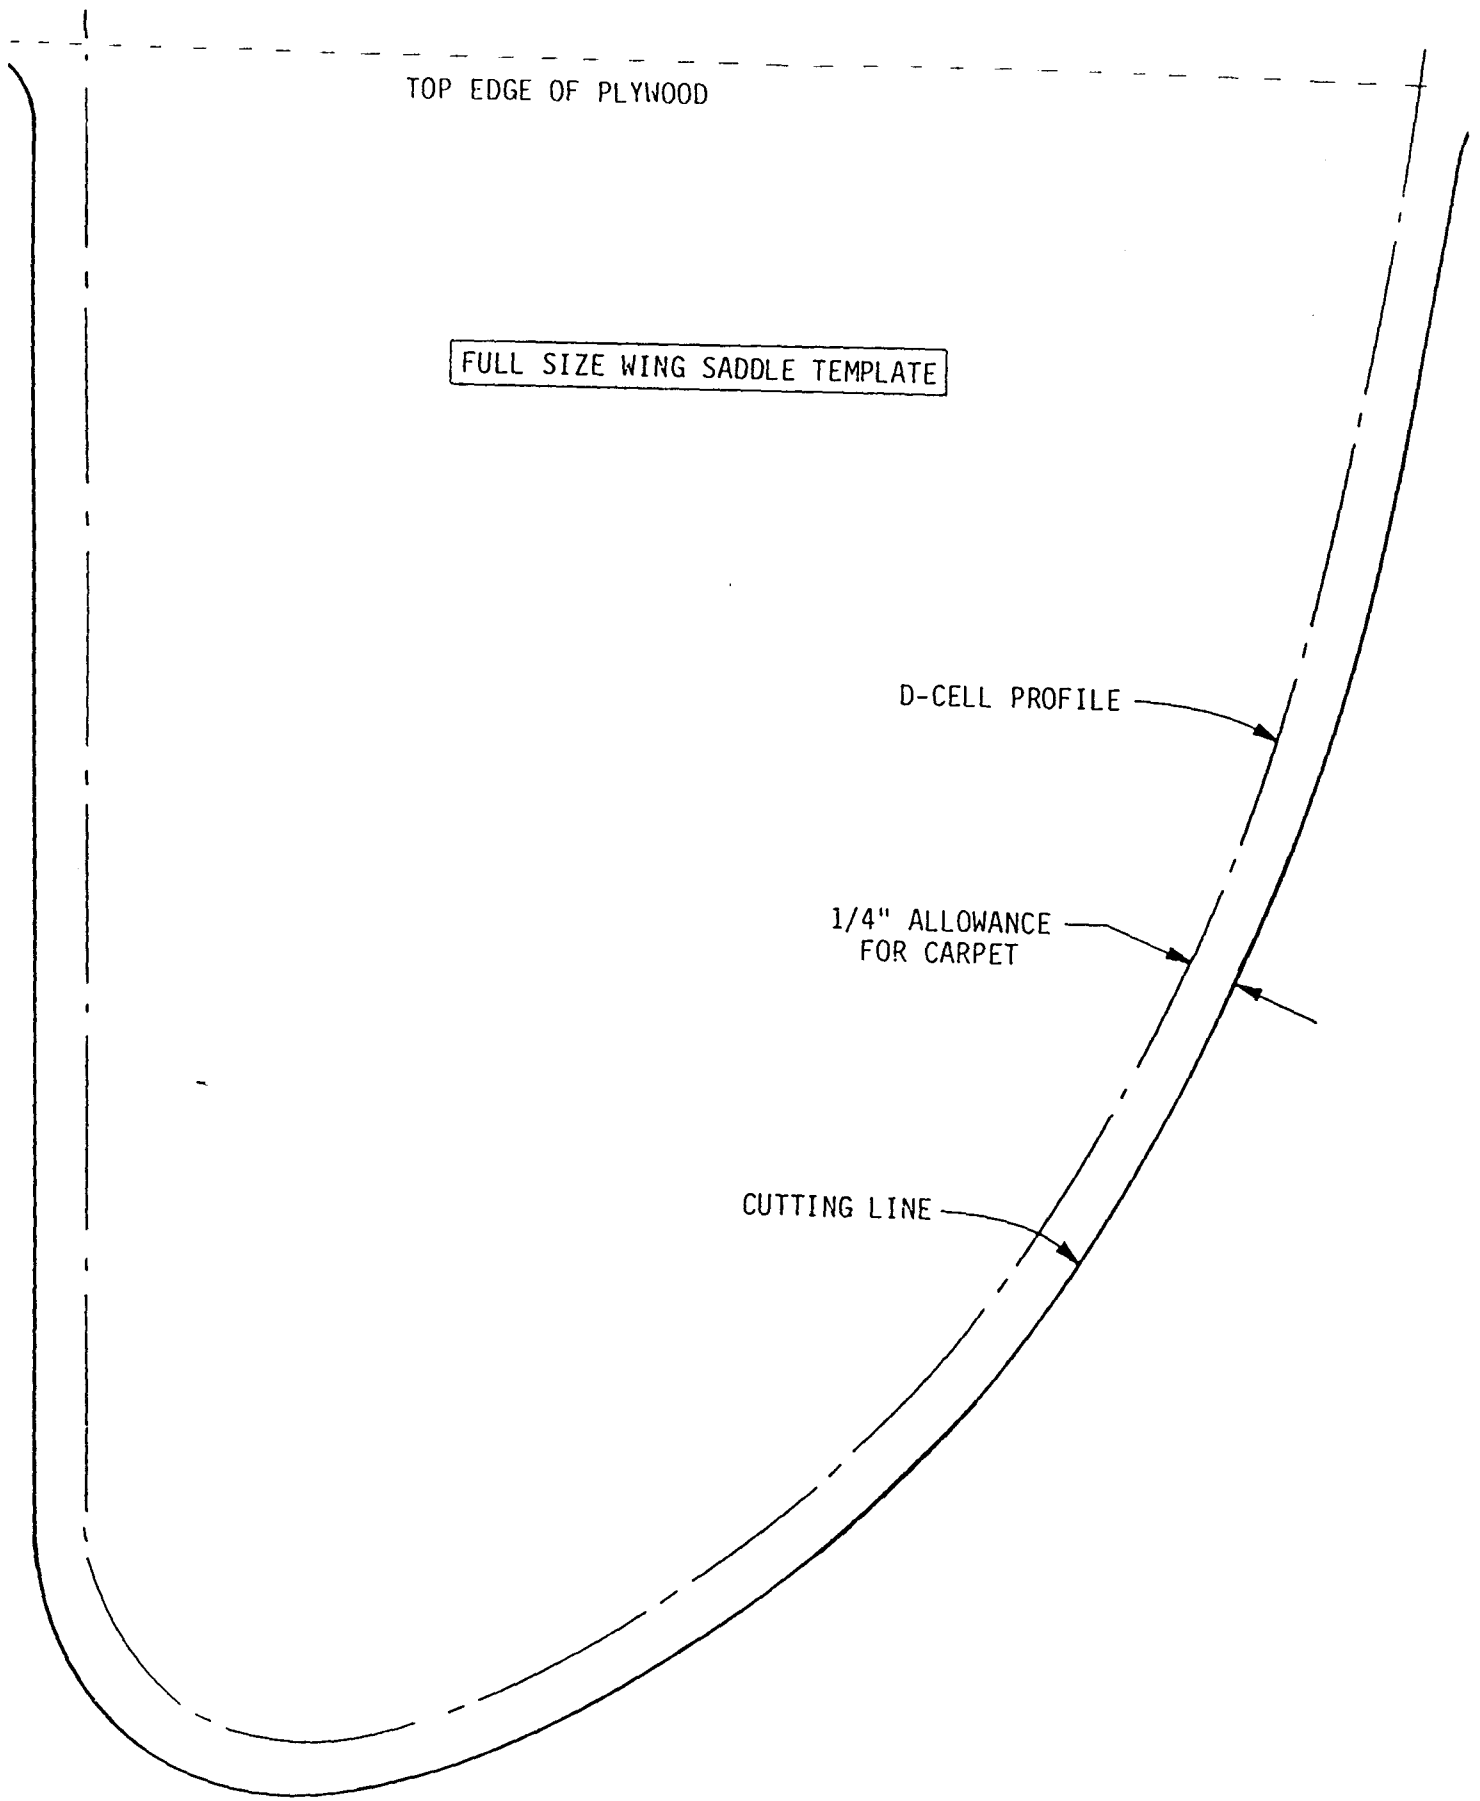 TOP EDGE OF PLYWOOD
FULL SIZE WING SADDLE TEMPLATE
D-CELL PROFILE
1/4" ALLOWANCE
FOR CARPET
CUTTING LINE